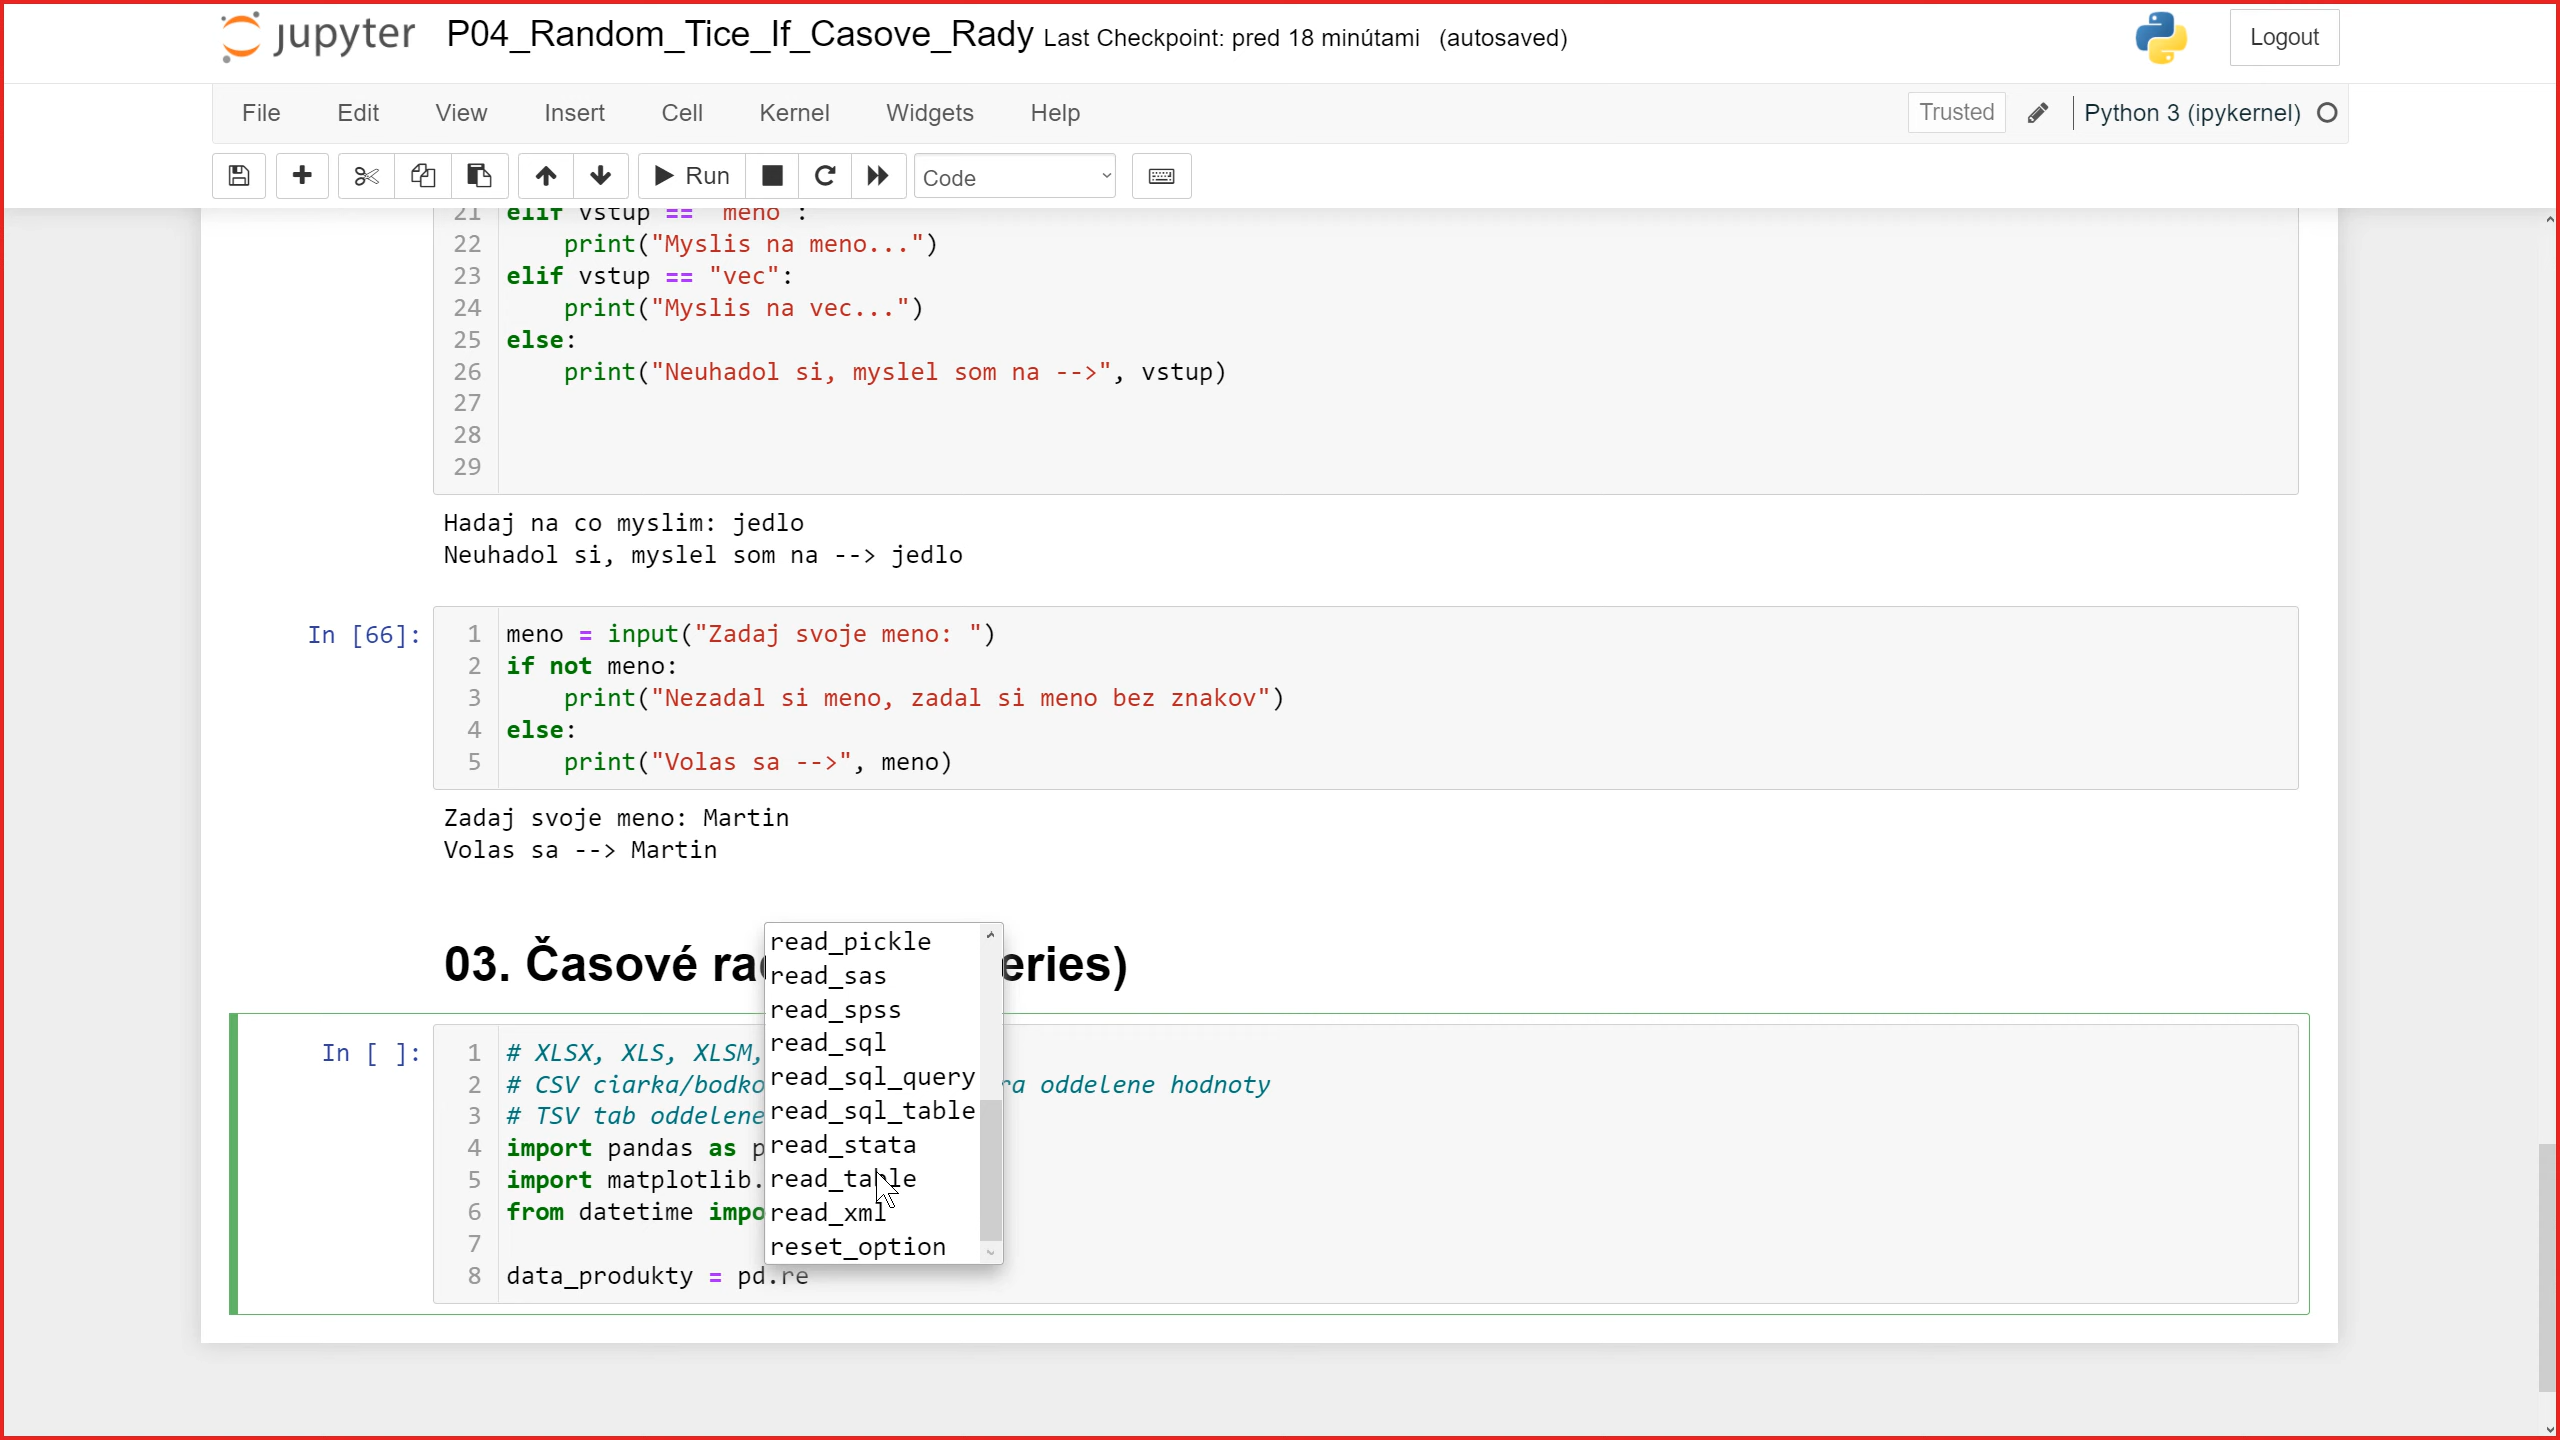 jupyter P04_Random_Tice_If_Casove_Rady Last Checkpoint: pred 18 minútami (autosaved) Logout
File Edit View Insert Cell Kernel Widgets Help Trusted Python 3 (ipykernel)
Run Code
21 elif vstup == "meno":
22 print("Myslis na meno...")
23 elif vstup == "vec":
24 print("Myslis na vec...")
25 else:
26 print("Neuhadol si, myslel som na -->", vstup)
27
28
29
Hadaj na co myslim: jedlo
Neuhadol si, myslel som na --> jedlo
In [66]:
1 meno = input("Zadaj svoje meno: ")
2 if not meno:
3 print("Nezadal si meno, zadal si meno bez znakov")
4 else:
5 print("Volas sa -->", meno)
Zadaj svoje meno: Martin
Volas sa --> Martin
03. Časové ra eries)
In [ ]:
1 # XLSX, XLS, XLSM,
2 # CSV ciarka/bodko ra oddelene hodnoty
3 # TSV tab oddelene
4 import pandas as p
5 import matplotlib.
6 from datetime impo
7
8 data_produkty = pd.re
read_pickle
read_sas
read_spss
read_sql
read_sql_query
read_sql_table
read_stata
read_table
read_xml
reset_option